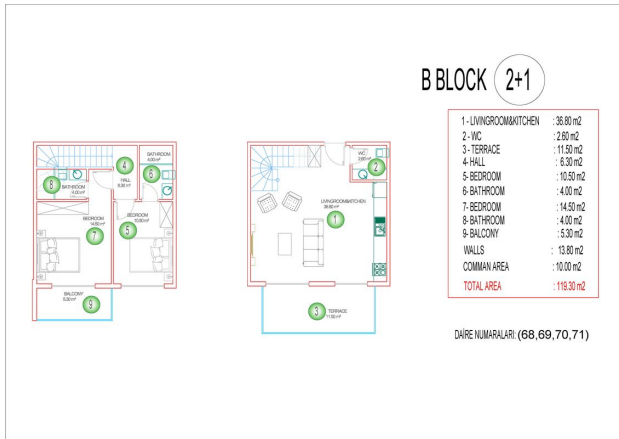 B BLOCK 2+1
1 - LIVINGROOM&KITCHEN : 36.80 m2
2 - WC : 2.60 m2
3 - TERRACE : 11.50 m2
4- HALL : 6.30 m2
5- BEDROOM : 10.50 m2
6- BATHROOM : 4.00 m2
7- BEDROOM : 14.50 m2
8- BATHROOM : 4.00 m2
9- BALCONY : 5.30 m2
WALLS : 13.80 m2
COMMAN AREA : 10.00 m2
TOTAL AREA : 119.30 m2
DAİRE NUMARALARI: (68,69,70,71)
BATHROOM
4.00 m²
4
6
HALL
6.30 m²
8
BATHROOM
4.00 m²
BEDROOM
14.50 m²
7
BEDROOM
10.50 m²
5
BALCONY
5.30 m²
9
WC
2.60 m²
2
LIVINGROOM&KITCHEN
36.80 m²
1
3
TERRACE
11.50 m²